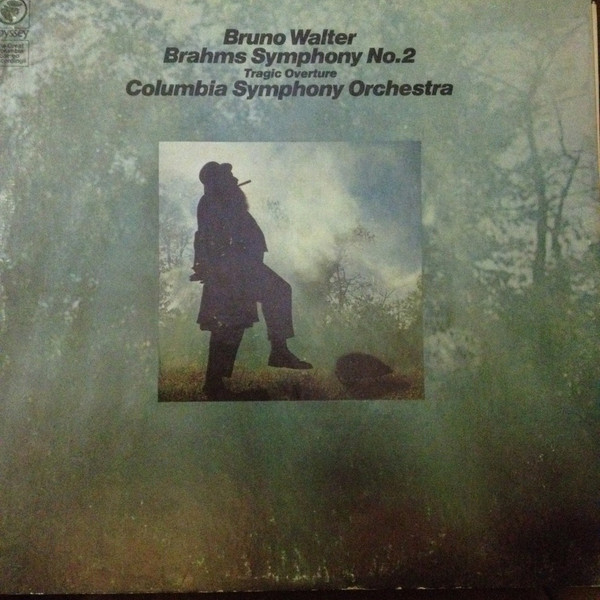 Bruno Walter
Brahms Symphony No.2
Tragic Overture
Columbia Symphony Orchestra